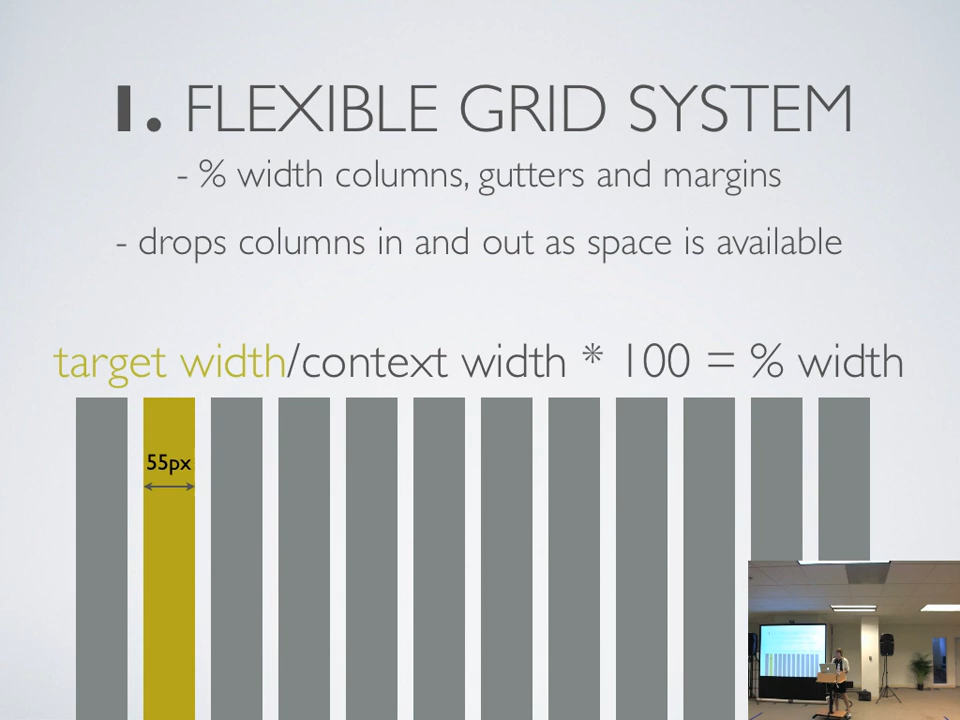 1. FLEXIBLE GRID SYSTEM
- % width columns, gutters and margins
- drops columns in and out as space is available
target width/context width * 100 = % width
55px